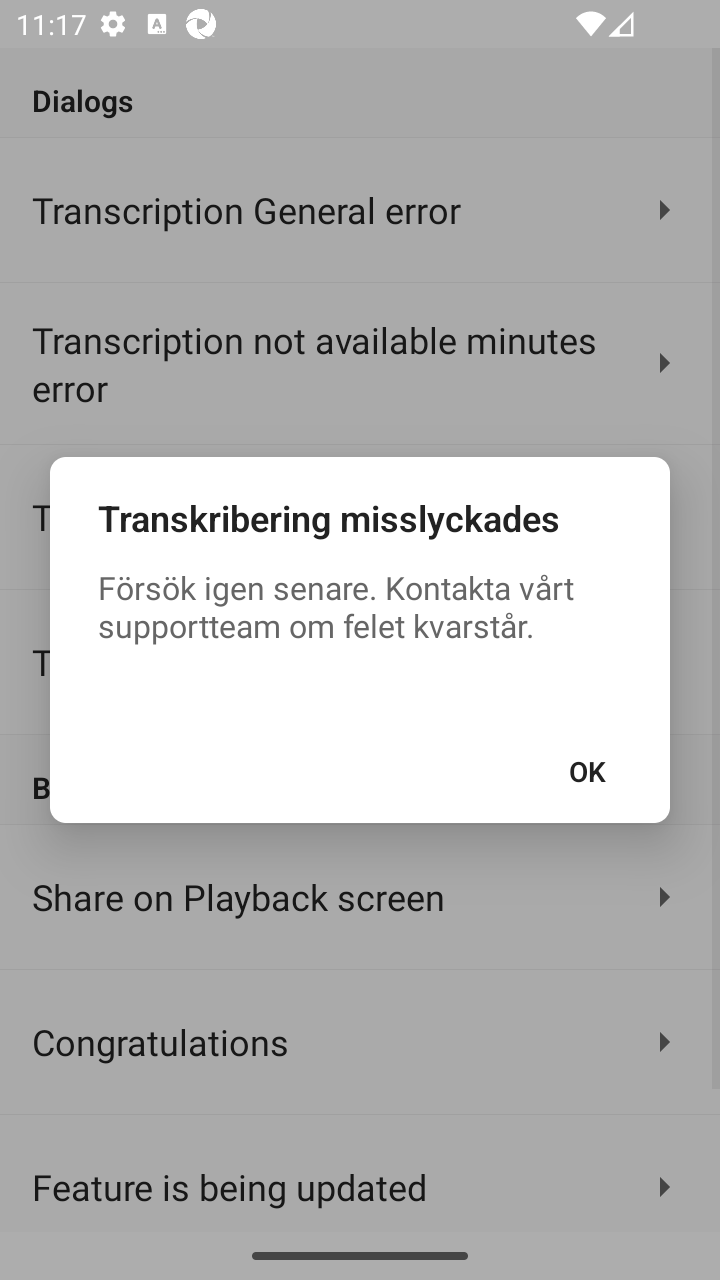 11:17
Dialogs
Transcription General error
Transcription not available minutes
error
T
Transkribering misslyckades
Försök igen senare. Kontakta vårt
supportteam om felet kvarstår.
T
OK
B
Share on Playback screen
Congratulations
Feature is being updated